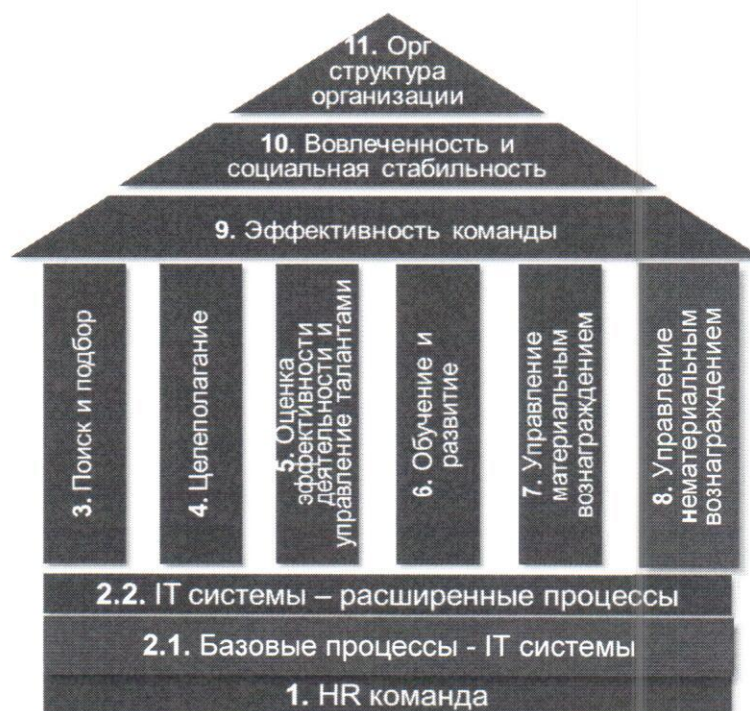 11. Орг
структура
организации
10. Вовлеченность и
социальная стабильность
9. Эффективность команды
3. Поиск и подбор
4. Целеполагание
5. Оценка
эффективности
деятельности и
управление талантами
6. Обучение и
развитие
7. Управление
материальным
вознаграждением
8. Управление
нематериальным
вознаграждением
2.2. IT системы – расширенные процессы
2.1. Базовые процессы - IT системы
1. HR команда